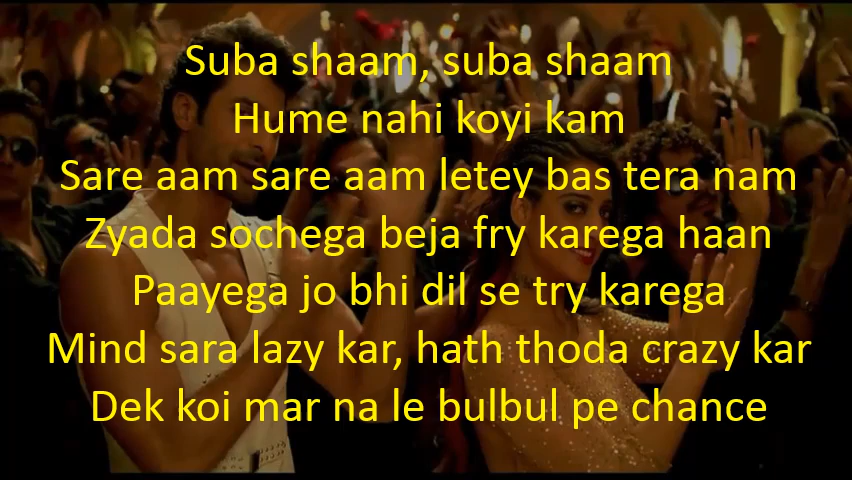 Suba shaam, suba shaam
Hume nahi koyi kam
Sare aam sare aam letey bas tera nam
Zyada sochega beja fry karega haan
Paayega jo bhi dil se try karega
Mind sara lazy kar, hath thoda crazy kar
Dek koi mar na le bulbul pe chance